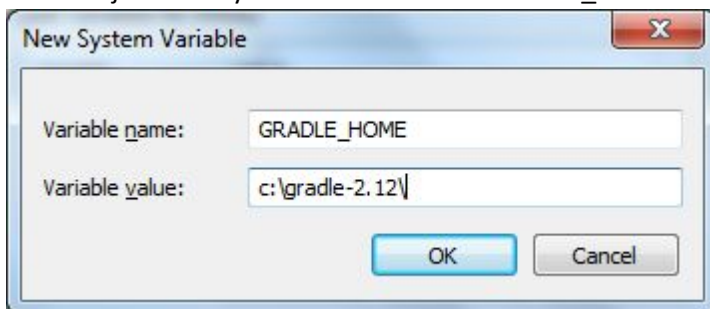 New System Variable
Variable name: GRADLE_HOME
Variable value: c:\gradle-2.12\
OK Cancel